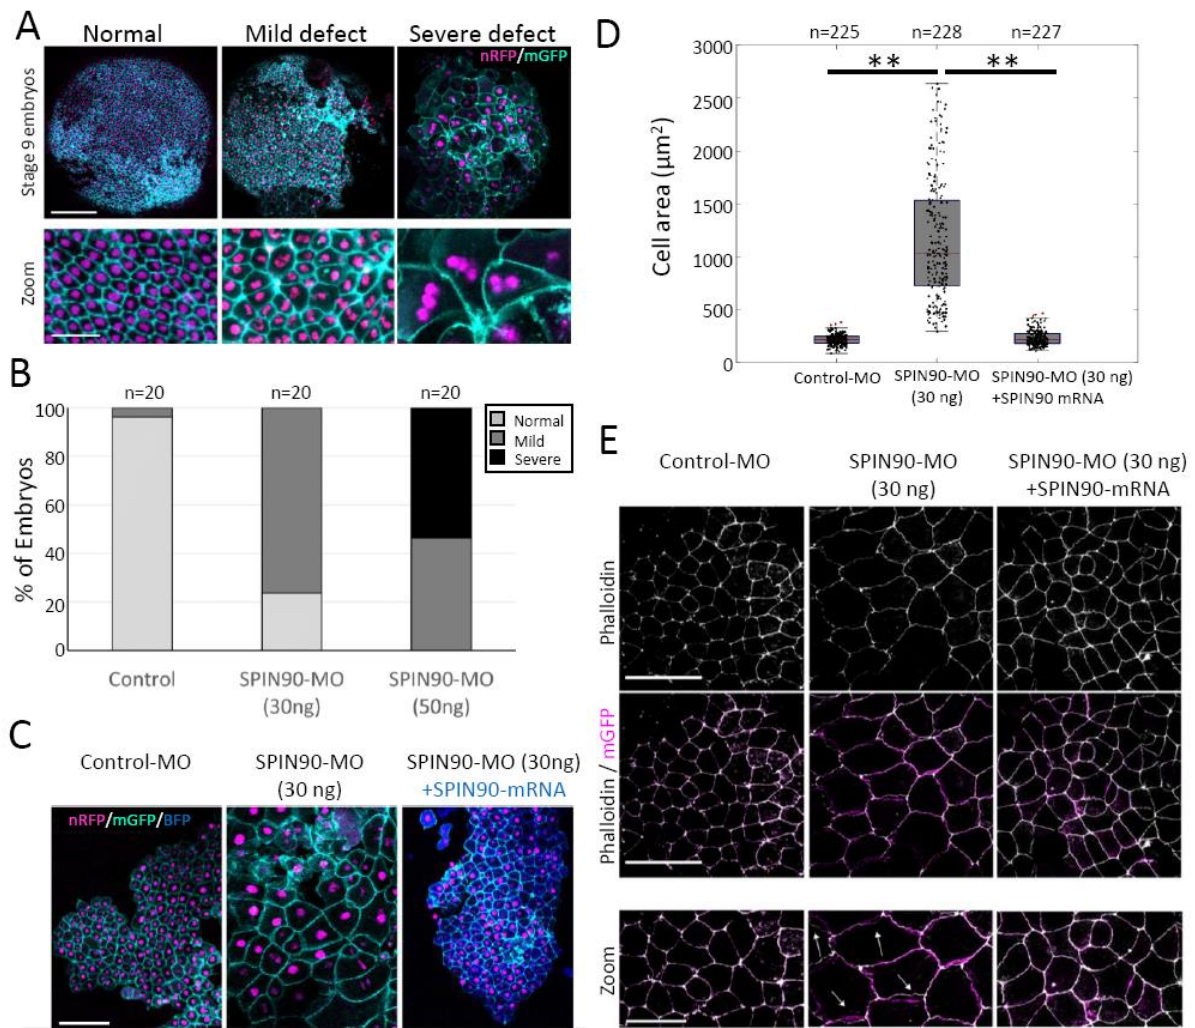 A
Normal
Mild defect
Severe defect
nRFP/mGFP
Stage 9 embryos
Zoom
B
n=20
n=20
n=20
% of Embryos
100
80
60
40
20
0
Normal
Mild
Severe
Control
SPIN90-MO
(30ng)
SPIN90-MO
(50ng)
C
Control-MO
SPIN90-MO
(30 ng)
SPIN90-MO (30ng)
+SPIN90-mRNA
nRFP/mGFP/BFP
D
n=225
n=228
n=227
**
**
Cell area (µm²)
3000
2500
2000
1500
1000
500
0
Control-MO
SPIN90-MO
(30 ng)
SPIN90-MO (30 ng)
+SPIN90 mRNA
E
Control-MO
SPIN90-MO
(30 ng)
SPIN90-MO (30 ng)
+SPIN90-mRNA
Phalloidin
Phalloidin / mGFP
Zoom